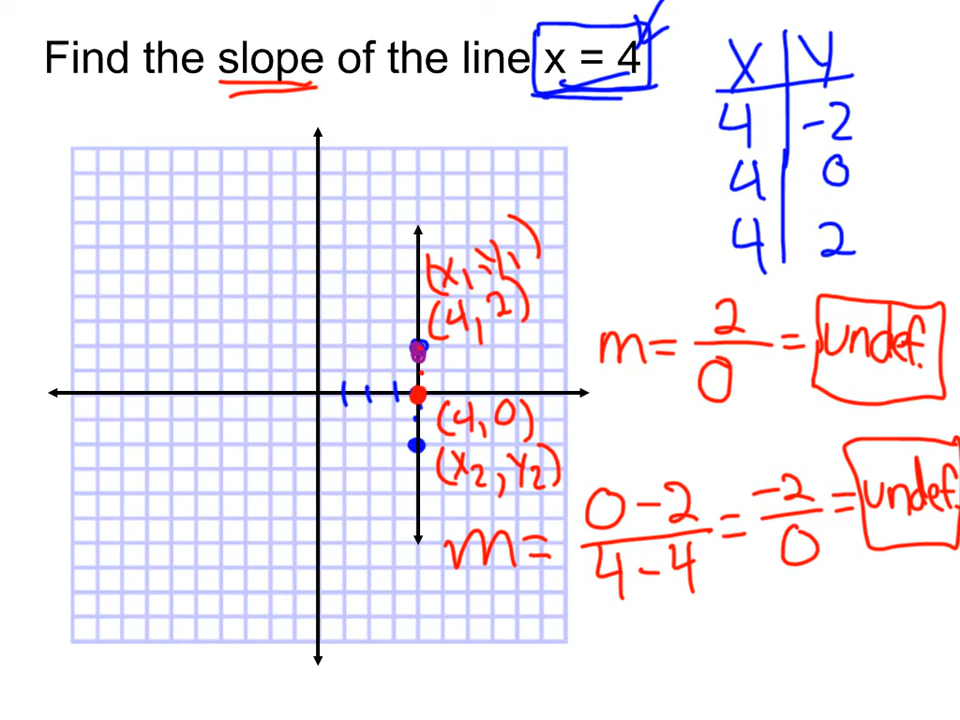 Find the slope of the line x = 4
X Y
4 -2
4 0
4 2
(x₁, y₁)
(4, 2)
(4, 0)
(x₂, y₂)
m = 2/0 = undef.
m = 0 - 2 / 4 - 4 = -2/0 = undef.